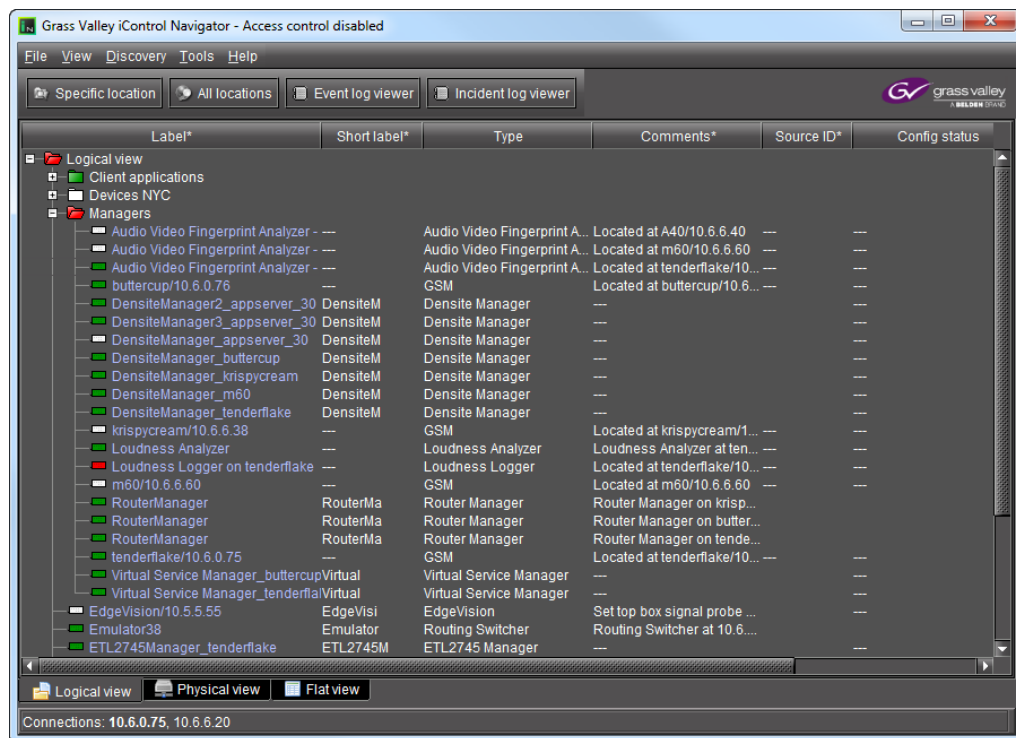 Grass Valley iControl Navigator - Access control disabled
File View Discovery Tools Help
Specific location All locations Event log viewer Incident log viewer
grass valley
A BELDEN BRAND
Label* Short label* Type Comments* Source ID* Config status
Logical view
Client applications
Devices NYC
Managers
Audio Video Fingerprint Analyzer - --- Audio Video Fingerprint A... Located at A40/10.6.6.40 --- ---
Audio Video Fingerprint Analyzer - --- Audio Video Fingerprint A... Located at m60/10.6.6.60 --- ---
Audio Video Fingerprint Analyzer - --- Audio Video Fingerprint A... Located at tenderflake/10... --- ---
buttercup/10.6.0.76 --- GSM Located at buttercup/10.6... --- ---
DensiteManager2_appserver_30 DensiteM Densite Manager --- ---
DensiteManager3_appserver_30 DensiteM Densite Manager --- ---
DensiteManager_appserver_30 DensiteM Densite Manager --- ---
DensiteManager_buttercup DensiteM Densite Manager --- ---
DensiteManager_krispycream DensiteM Densite Manager --- ---
DensiteManager_m60 DensiteM Densite Manager --- ---
DensiteManager_tenderflake DensiteM Densite Manager --- ---
krispycream/10.6.6.38 --- GSM Located at krispycream/1... --- ---
Loudness Analyzer --- Loudness Analyzer Loudness Analyzer at ten... --- ---
Loudness Logger on tenderflake --- Loudness Logger Located at tenderflake/10... --- ---
m60/10.6.6.60 --- GSM Located at m60/10.6.6.60 --- ---
RouterManager RouterMa Router Manager Router Manager on krisp...
RouterManager RouterMa Router Manager Router Manager on butter...
RouterManager RouterMa Router Manager Router Manager on tende...
tenderflake/10.6.0.75 --- GSM Located at tenderflake/10... --- ---
Virtual Service Manager_buttercup Virtual Virtual Service Manager --- ---
Virtual Service Manager_tenderfla Virtual Virtual Service Manager --- ---
EdgeVision/10.5.5.55 EdgeVisi EdgeVision Set top box signal probe ... ---
Emulator38 Emulator Routing Switcher Routing Switcher at 10.6....
ETL2745Manager_tenderflake ETL2745M ETL2745 Manager --- ---
Logical view Physical view Flat view
Connections: 10.6.0.75, 10.6.6.20